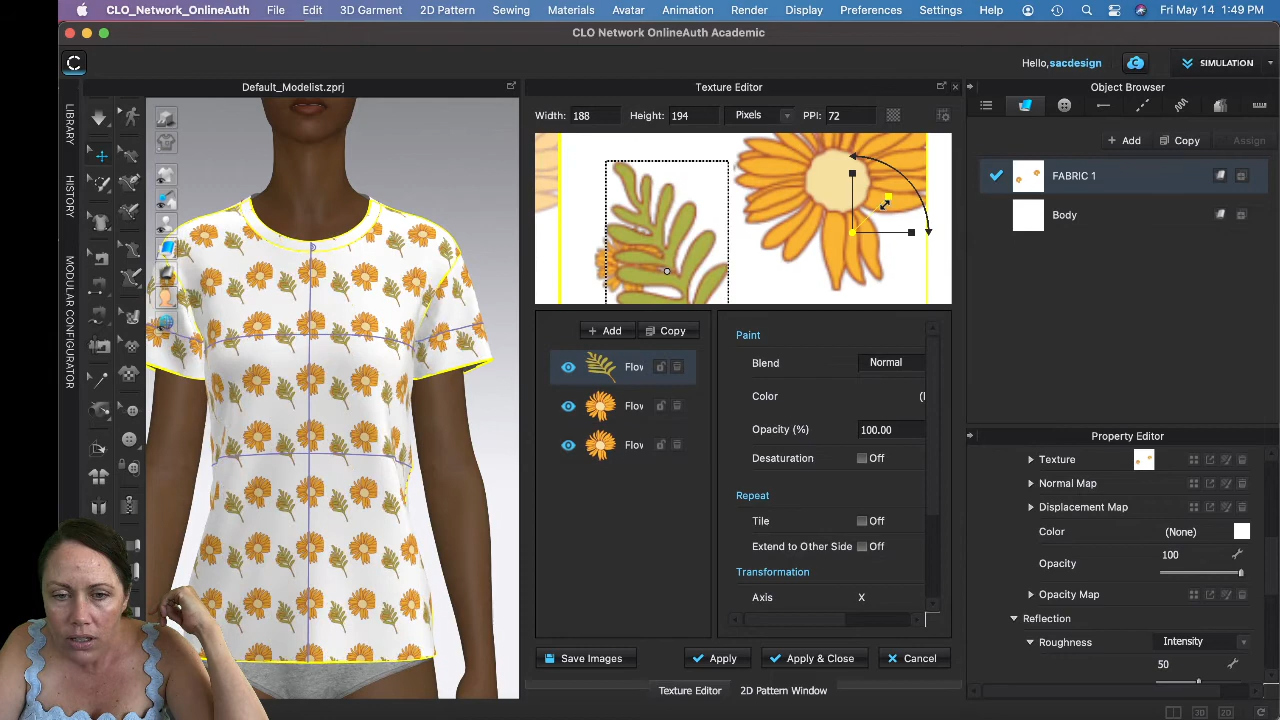 CLO_Network_OnlineAuth File Edit 3D Garment 2D Pattern Sewing Materials Avatar Animation Render Display Preferences Settings Help Fri May 14 1:49 PM
CLO Network OnlineAuth Academic
Hello, sacdesign SIMULATION
LIBRARY
HISTORY
MODULAR CONFIGURATOR
Default_Modelist.zprj
Texture Editor
Width: 188 Height: 194 Pixels PPI: 72
Add Copy
Flov
Flov
Flov
Paint
Blend Normal
Color
Opacity (%) 100.00
Desaturation Off
Repeat
Tile Off
Extend to Other Side Off
Transformation
Axis X
Save Images Apply Apply & Close Cancel
Texture Editor 2D Pattern Window
Object Browser
+ Add Copy Assign
FABRIC 1
Body
Property Editor
Texture
Normal Map
Displacement Map
Color (None)
Opacity 100
Opacity Map
Reflection
Roughness Intensity
50
3D 2D